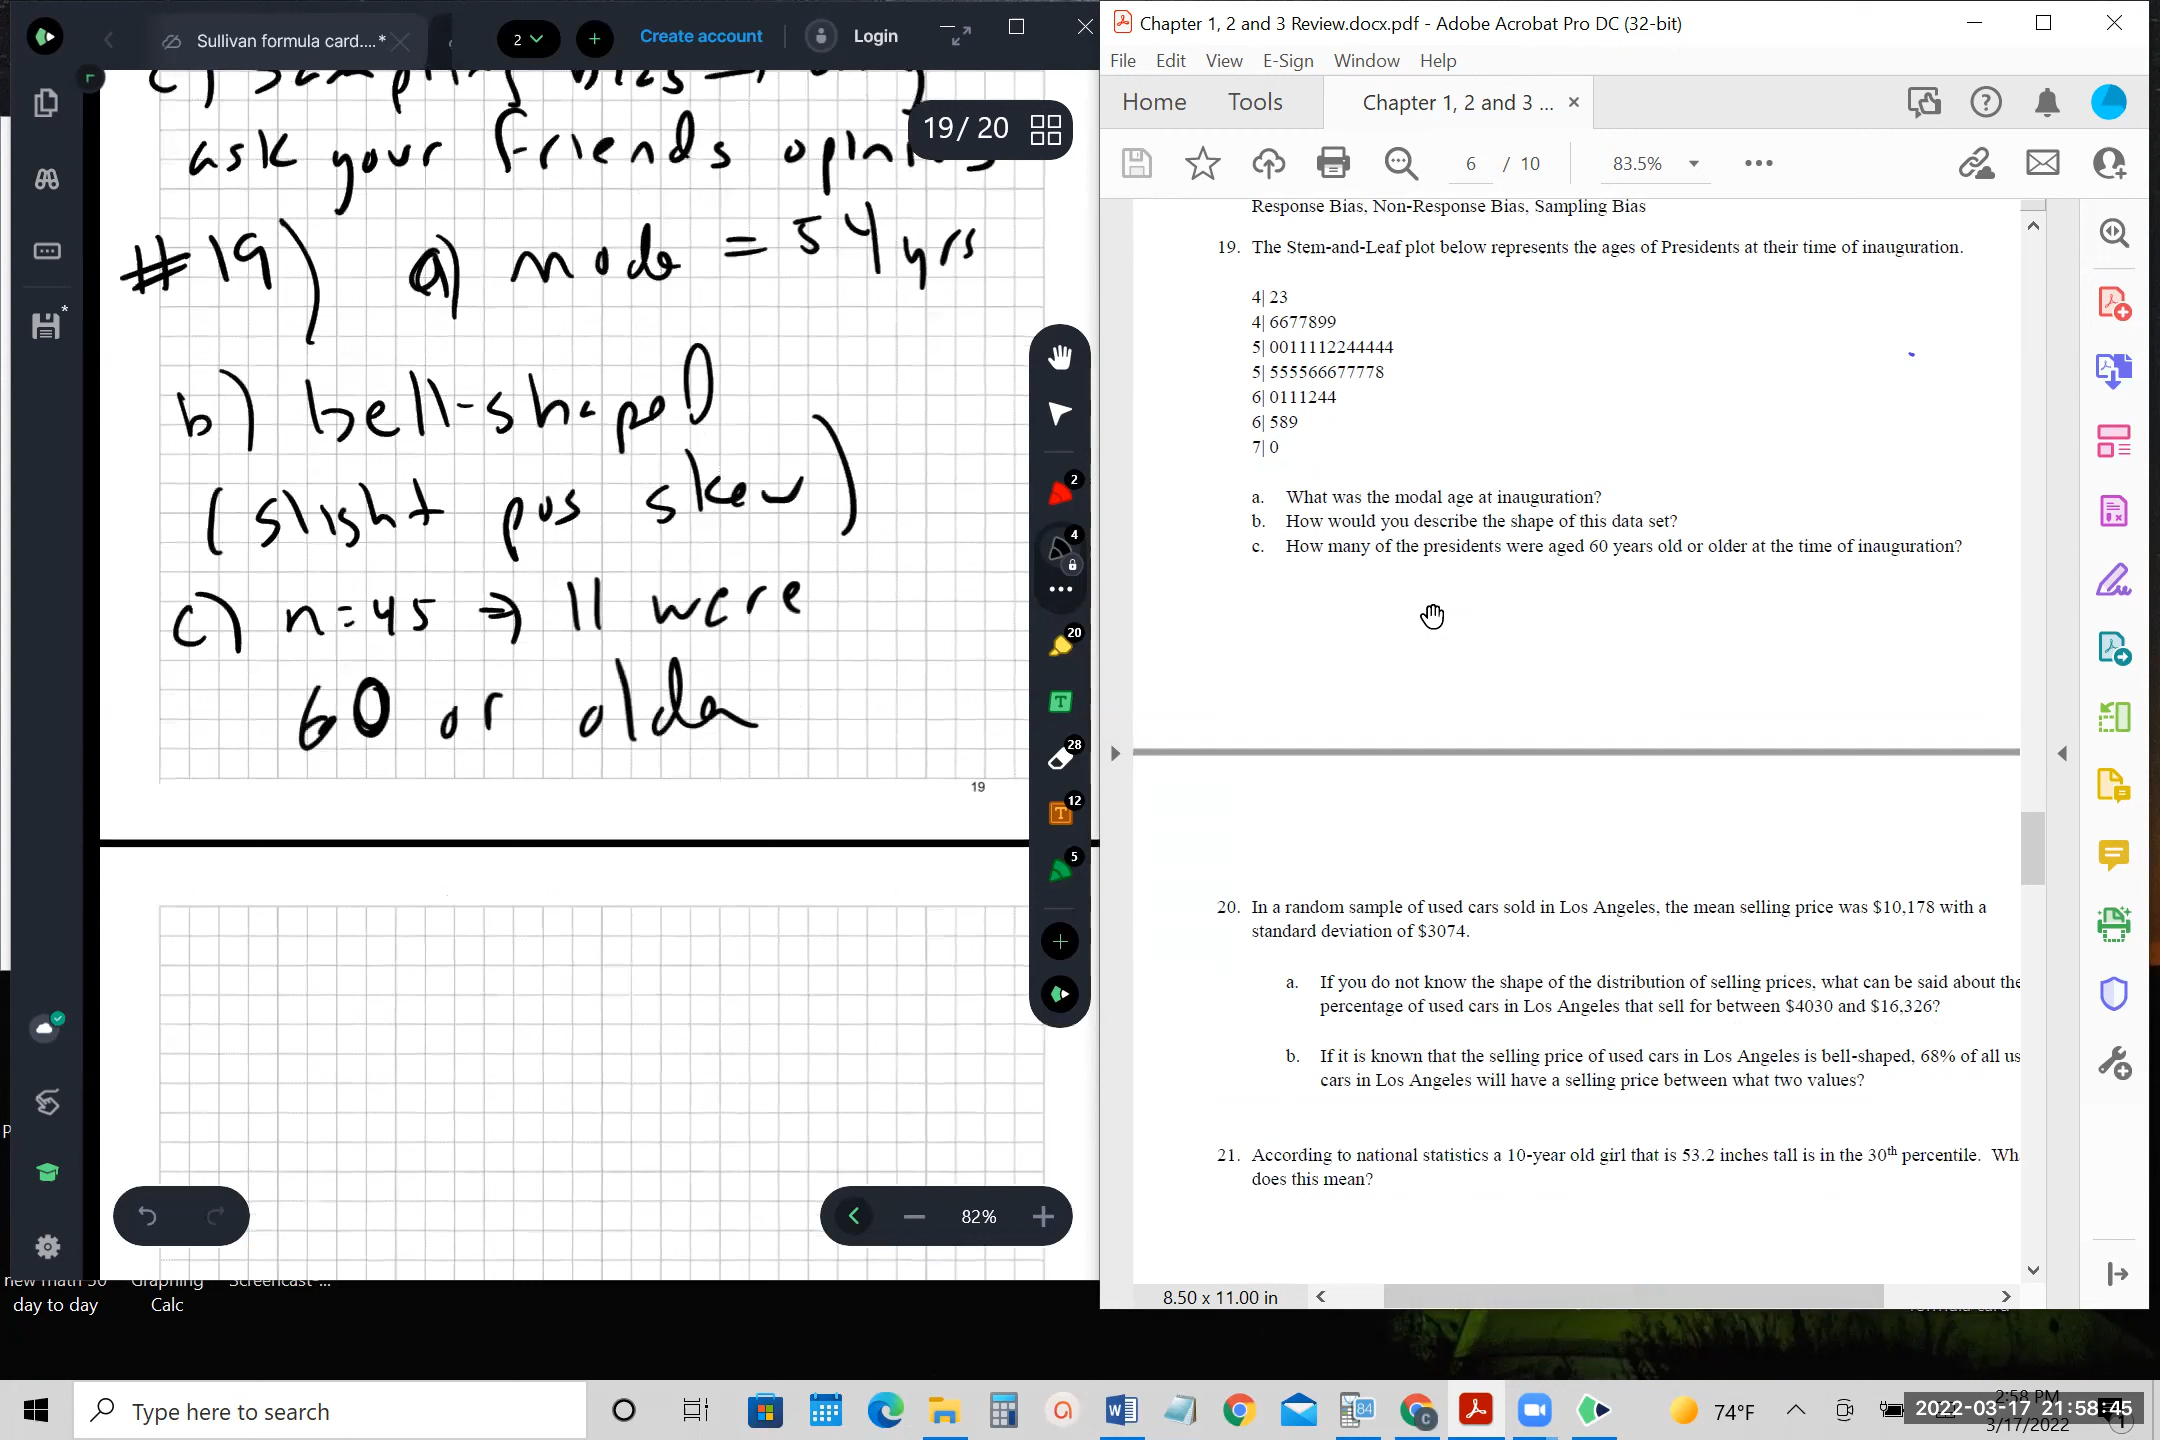 Sullivan formula card....*
2
Create account
Login
19/ 20
ask your friends
#19) a) mode = 54 yrs
b) bell-shaped
(slight pos skew)
c) n=45 ⇒ 11 were
60 or older
19
2
4
20
T
28
T
12
5
82%
day to day
Graphing
Calc
Screencast-...
Chapter 1, 2 and 3 Review.docx.pdf - Adobe Acrobat Pro DC (32-bit)
File Edit View E-Sign Window Help
Home Tools Chapter 1, 2 and 3 ... ×
6 / 10 83.5%
Response Bias, Non-Response Bias, Sampling Bias
19. The Stem-and-Leaf plot below represents the ages of Presidents at their time of inauguration.
4| 23
4| 6677899
5| 0011112244444
5| 555566677778
6| 0111244
6| 589
7| 0
a. What was the modal age at inauguration?
b. How would you describe the shape of this data set?
c. How many of the presidents were aged 60 years old or older at the time of inauguration?
20. In a random sample of used cars sold in Los Angeles, the mean selling price was $10,178 with a
standard deviation of $3074.
a. If you do not know the shape of the distribution of selling prices, what can be said about the
percentage of used cars in Los Angeles that sell for between $4030 and $16,326?
b. If it is known that the selling price of used cars in Los Angeles is bell-shaped, 68% of all us
cars in Los Angeles will have a selling price between what two values?
21. According to national statistics a 10-year old girl that is 53.2 inches tall is in the 30th percentile. Wh
does this mean?
8.50 x 11.00 in
Type here to search
84
74°F
2:58 PM
3/17/2022
2022-03-17 21:58:45
1